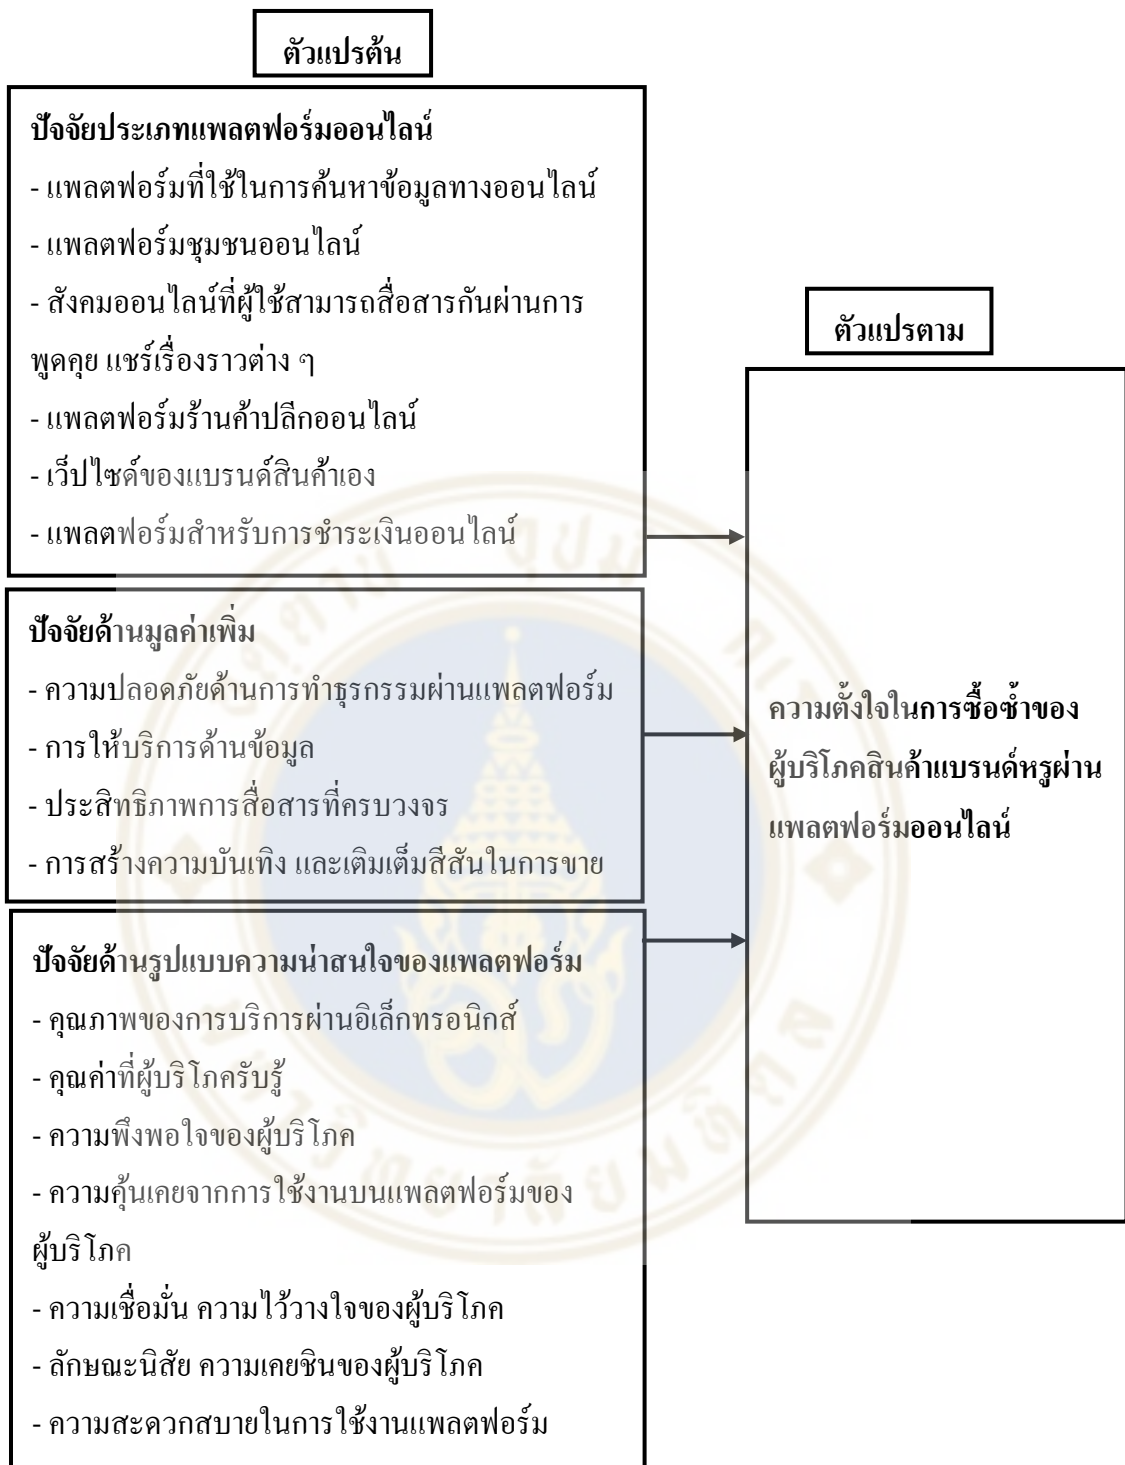 ตัวแปรต้น
ปัจจัยประเภทแพลตฟอร์มออนไลน์
- แพลตฟอร์มที่ใช้ในการค้นหาข้อมูลทางออนไลน์
- แพลตฟอร์มชุมชนออนไลน์
- สังคมออนไลน์ที่ผู้ใช้สามารถสื่อสารกันผ่านการ
พูดคุย แชร์เรื่องราวต่าง ๆ
- แพลตฟอร์มร้านค้าปลีกออนไลน์
- เว็ปไซด์ของแบรนด์สินค้าเอง
- แพลตฟอร์มสำหรับการชำระเงินออนไลน์
ปัจจัยด้านมูลค่าเพิ่ม
- ความปลอดภัยด้านการทำธุรกรรมผ่านแพลตฟอร์ม
- การให้บริการด้านข้อมูล
- ประสิทธิภาพการสื่อสารที่ครบวงจร
- การสร้างความบันเทิง และเติมเต็มสีสันในการขาย
ปัจจัยด้านรูปแบบความน่าสนใจของแพลตฟอร์ม
- คุณภาพของการบริการผ่านอิเล็กทรอนิกส์
- คุณค่าที่ผู้บริโภครับรู้
- ความพึงพอใจของผู้บริโภค
- ความคุ้นเคยจากการใช้งานบนแพลตฟอร์มของ
ผู้บริโภค
- ความเชื่อมั่น ความไว้วางใจของผู้บริโภค
- ลักษณะนิสัย ความเคยชินของผู้บริโภค
- ความสะดวกสบายในการใช้งานแพลตฟอร์ม
ตัวแปรตาม
ความตั้งใจในการซื้อซ้ำของ
ผู้บริโภคสินค้าแบรนด์หรูผ่าน
แพลตฟอร์มออนไลน์
มหาวิทยาลัยมหิดล